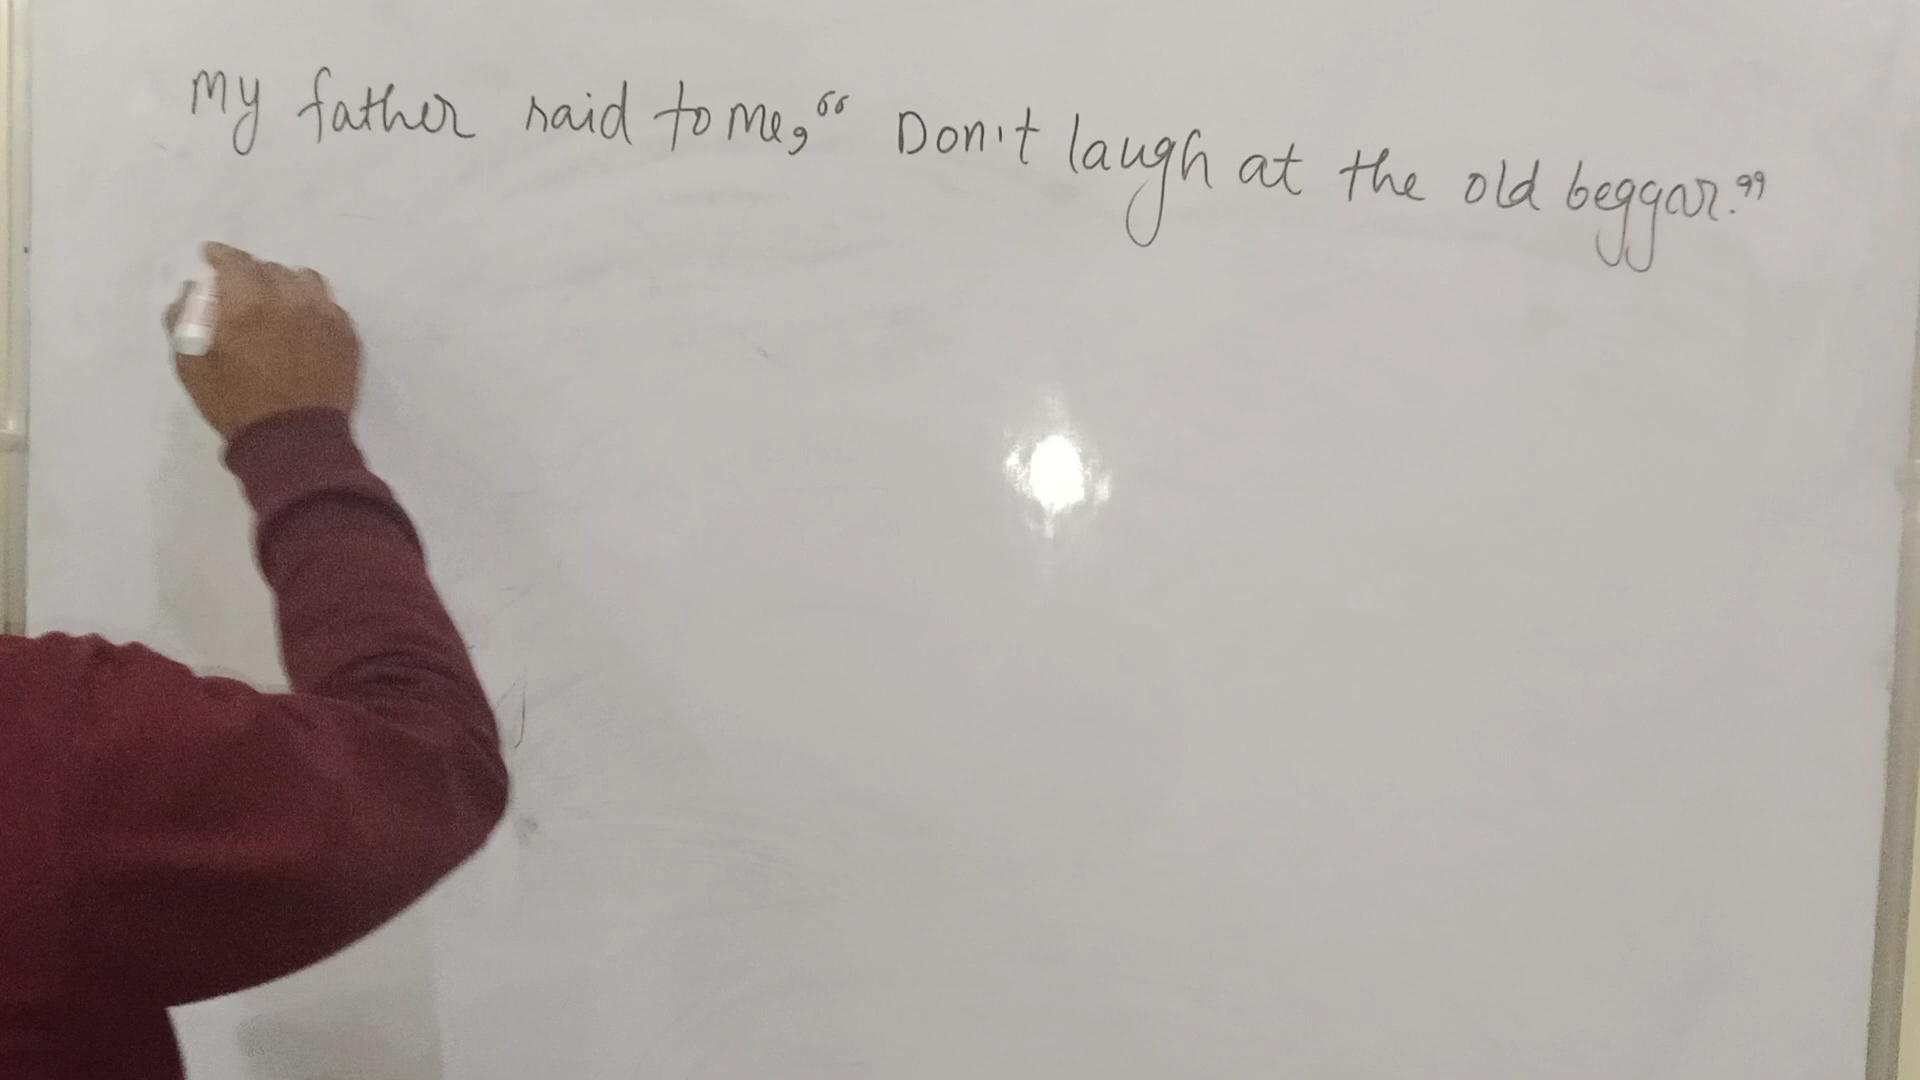 My father said to me, “ Don't laugh at the old beggar.”